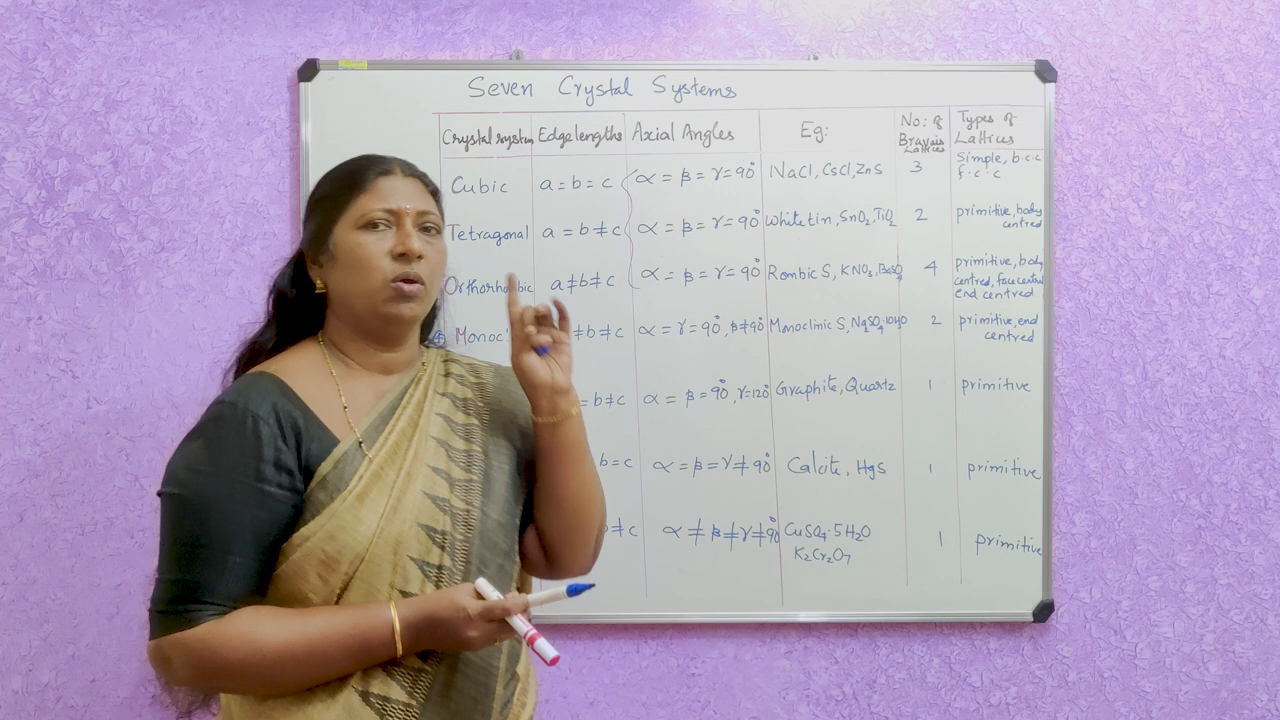 Seven Crystal Systems
Crystal system Edge lengths Axial Angles Eg: No: of Bravais Lattices Types of Lattices
Cubic a = b = c α = β = γ = 90° NaCl, CsCl, ZnS 3 Simple, b.c.c
f.c.c
Tetragonal a = b ≠ c α = β = γ = 90° White tin, SnO₂, TiO₂ 2 primitive, body
centred
Orthorhombic a ≠ b ≠ c α = β = γ = 90° Rombic S, KNO₃, BaSO₄ 4 primitive, body
centred, face centred
end centred
④ Monoc ≠ b ≠ c α = γ = 90°, β ≠ 90° Monoclinic S, Na₂SO₄.10H₂O 2 primitive, end
centred
= b ≠ c α = β = 90°, γ = 120° Graphite, Quartz 1 primitive
b = c α = β = γ ≠ 90° Calcite, HgS 1 primitive
b ≠ c α ≠ β ≠ γ ≠ 90° CuSO₄.5H₂O 1 primitive
K₂Cr₂O₇